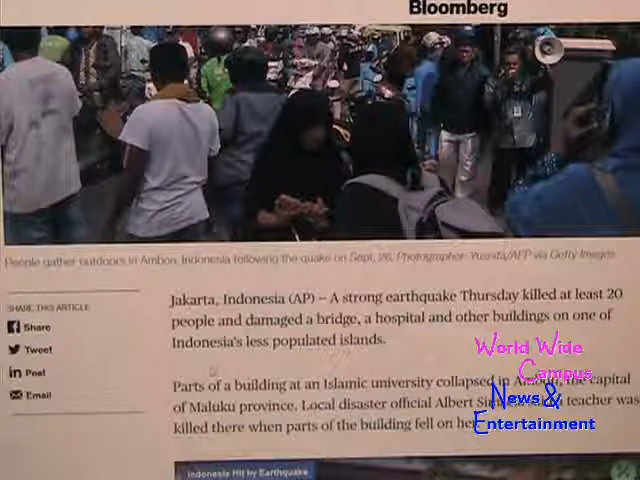 Bloomberg
People gather outdoors in Ambon, Indonesia following the quake on Sept. 26. Photographer: Yusnita/AFP via Getty Images
SHARE THIS ARTICLE
Share
Tweet
Post
Email
Jakarta, Indonesia (AP) – A strong earthquake Thursday killed at least 20
people and damaged a bridge, a hospital and other buildings on one of
Indonesia's less populated islands.
Parts of a building at an Islamic university collapsed in Ambon, the capital
of Maluku province. Local disaster official Albert said a teacher was
killed there when parts of the building fell on her
World Wide
Campus
News &
Entertainment
Indonesia Hit by Earthquake